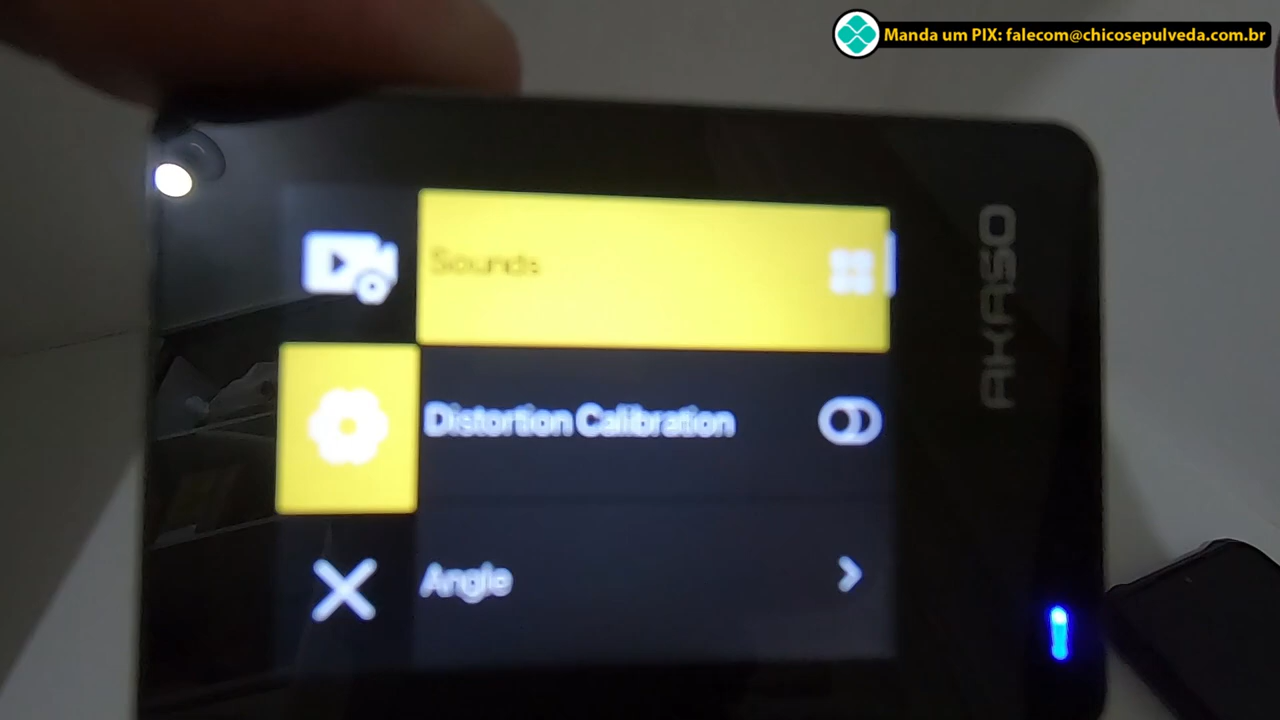 Manda um PIX: falecom@chicosepulveda.com.br
Sounds
AKASO
Distortion Calibration
Angle